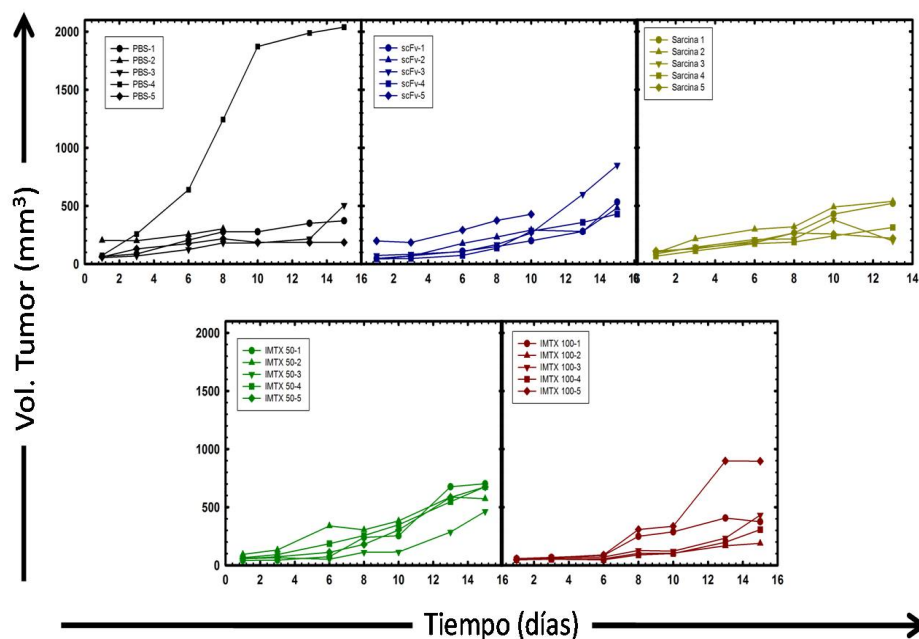 Vol. Tumor (mm³)
2000
1500
1000
500
0
PBS-1
PBS-2
PBS-3
PBS-4
PBS-5
0 2 4 6 8 10 12 14 16
scFv-1
scFv-2
scFv-3
scFv-4
scFv-5
0 2 4 6 8 10 12 14 16
Sarcina 1
Sarcina 2
Sarcina 3
Sarcina 4
Sarcina 5
0 2 4 6 8 10 12 14
2000
1500
1000
500
0
IMTX 50-1
IMTX 50-2
IMTX 50-3
IMTX 50-4
IMTX 50-5
0 2 4 6 8 10 12 14 16
IMTX 100-1
IMTX 100-2
IMTX 100-3
IMTX 100-4
IMTX 100-5
0 2 4 6 8 10 12 14 16
Tiempo (días)